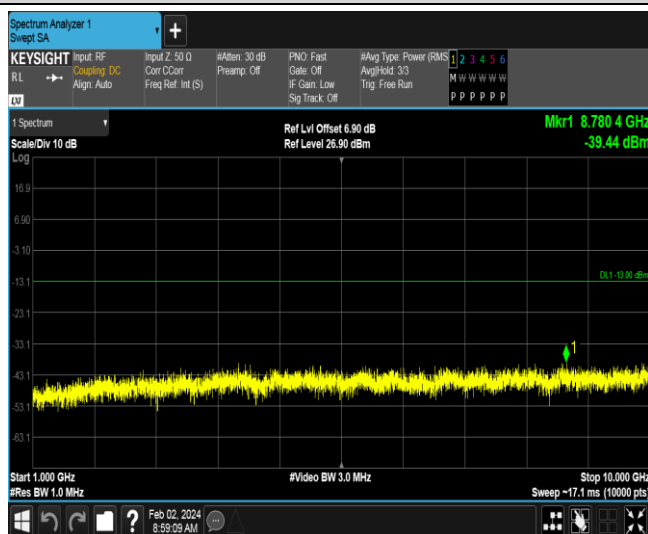 Spectrum Analyzer 1
Swept SA
+
KEYSIGHT
RL
LXI
Input: RF
Coupling: DC
Align: Auto
Input Z: 50 Ω
Corr CCorr
Freq Ref: Int (S)
#Atten: 30 dB
Preamp: Off
PNO: Fast
Gate: Off
IF Gain: Low
Sig Track: Off
#Avg Type: Power (RMS
Avg|Hold: 3/3
Trig: Free Run
1 2 3 4 5 6
M W W W W W
P P P P P P
1 Spectrum
Scale/Div 10 dB
Log
Ref Lvl Offset 6.90 dB
Ref Level 26.90 dBm
Mkr1 8.780 4 GHz
-39.44 dBm
16.9
6.90
-3.10
-13.1
-23.1
-33.1
-43.1
-53.1
-63.1
DL1 -13.00 dBm
1
Start 1.000 GHz
#Res BW 1.0 MHz
#Video BW 3.0 MHz
Stop 10.000 GHz
Sweep ~17.1 ms (10000 pts)
?
Feb 02, 2024
8:59:09 AM